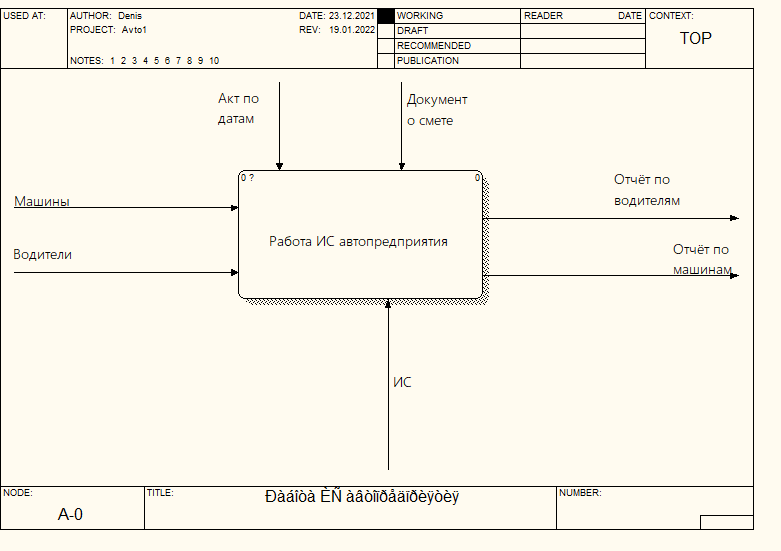 USED AT:
AUTHOR: Denis
DATE: 23.12.2021
PROJECT: Avto1
REV: 19.01.2022
NOTES: 1 2 3 4 5 6 7 8 9 10
WORKING
DRAFT
RECOMMENDED
PUBLICATION
READER DATE
CONTEXT:
TOP
Акт по
датам
Документ
о смете
0 ?
0
Машины
Водители
Работа ИС автопредприятия
Отчёт по
водителям
Отчёт по
машинам
ИС
NODE:
A-0
TITLE:
Ðàáîòà ÈÑ àâòîïðåäïðèÿòèÿ
NUMBER: